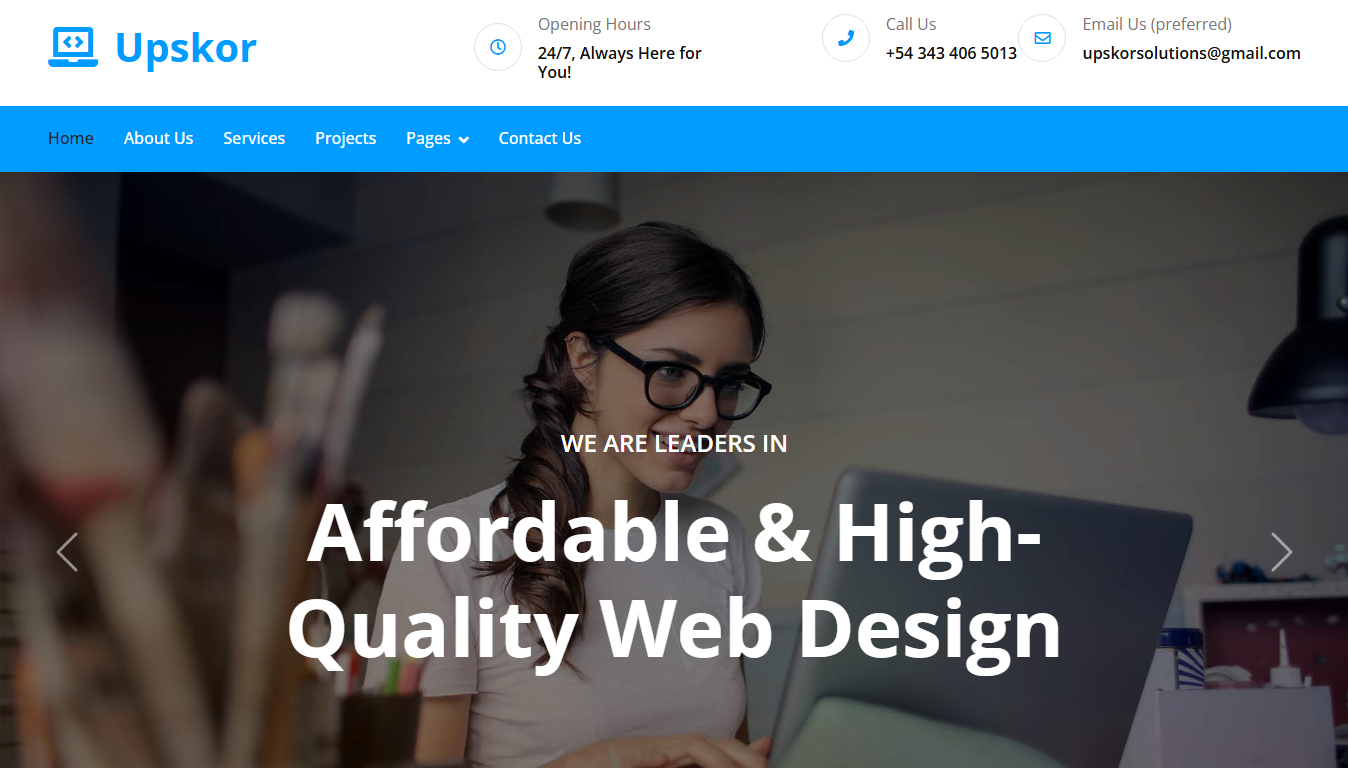 Upskor
Opening Hours
24/7, Always Here for
You!
Call Us
+54 343 406 5013
Email Us (preferred)
upskorsolutions@gmail.com
Home
About Us
Services
Projects
Pages
Contact Us
WE ARE LEADERS IN
Affordable & High-
Quality Web Design